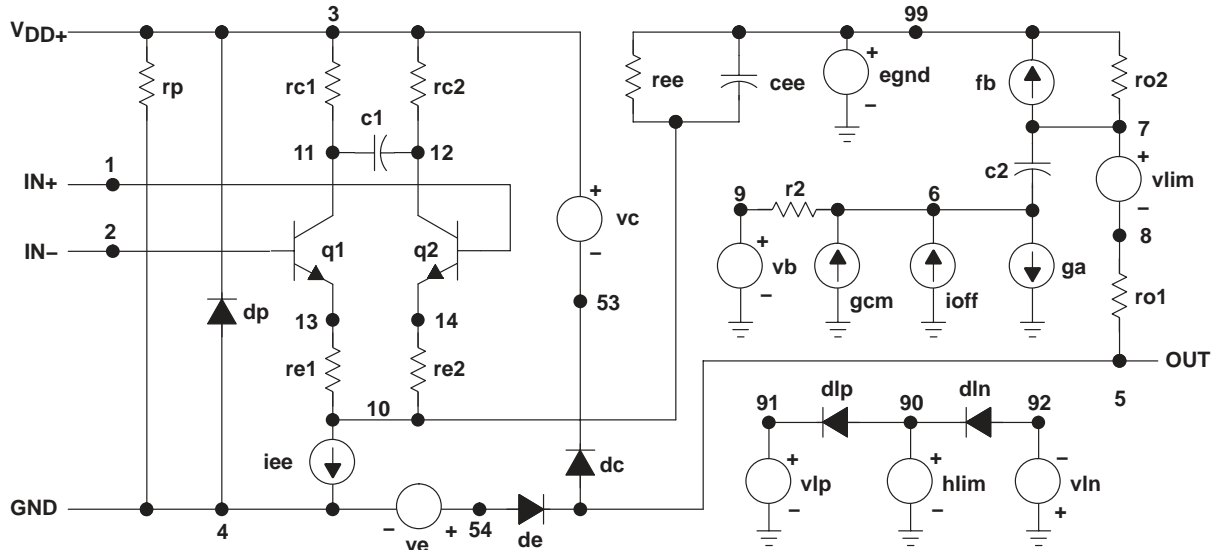 3
99
VDD+
rp
rc1
rc2
ree
cee
egnd
+
−
fb
ro2
c1
7
11
12
1
IN+
c2
+
vlim
−
9
r2
6
2
IN−
q1
q2
+
vc
−
8
+
vb
−
gcm
ioff
ga
53
dp
13
14
ro1
re1
re2
OUT
5
10
dlp
dln
91
90
92
iee
dc
+
vlp
−
+
hlim
−
−
vln
+
GND
4
−
+
ve
54
de